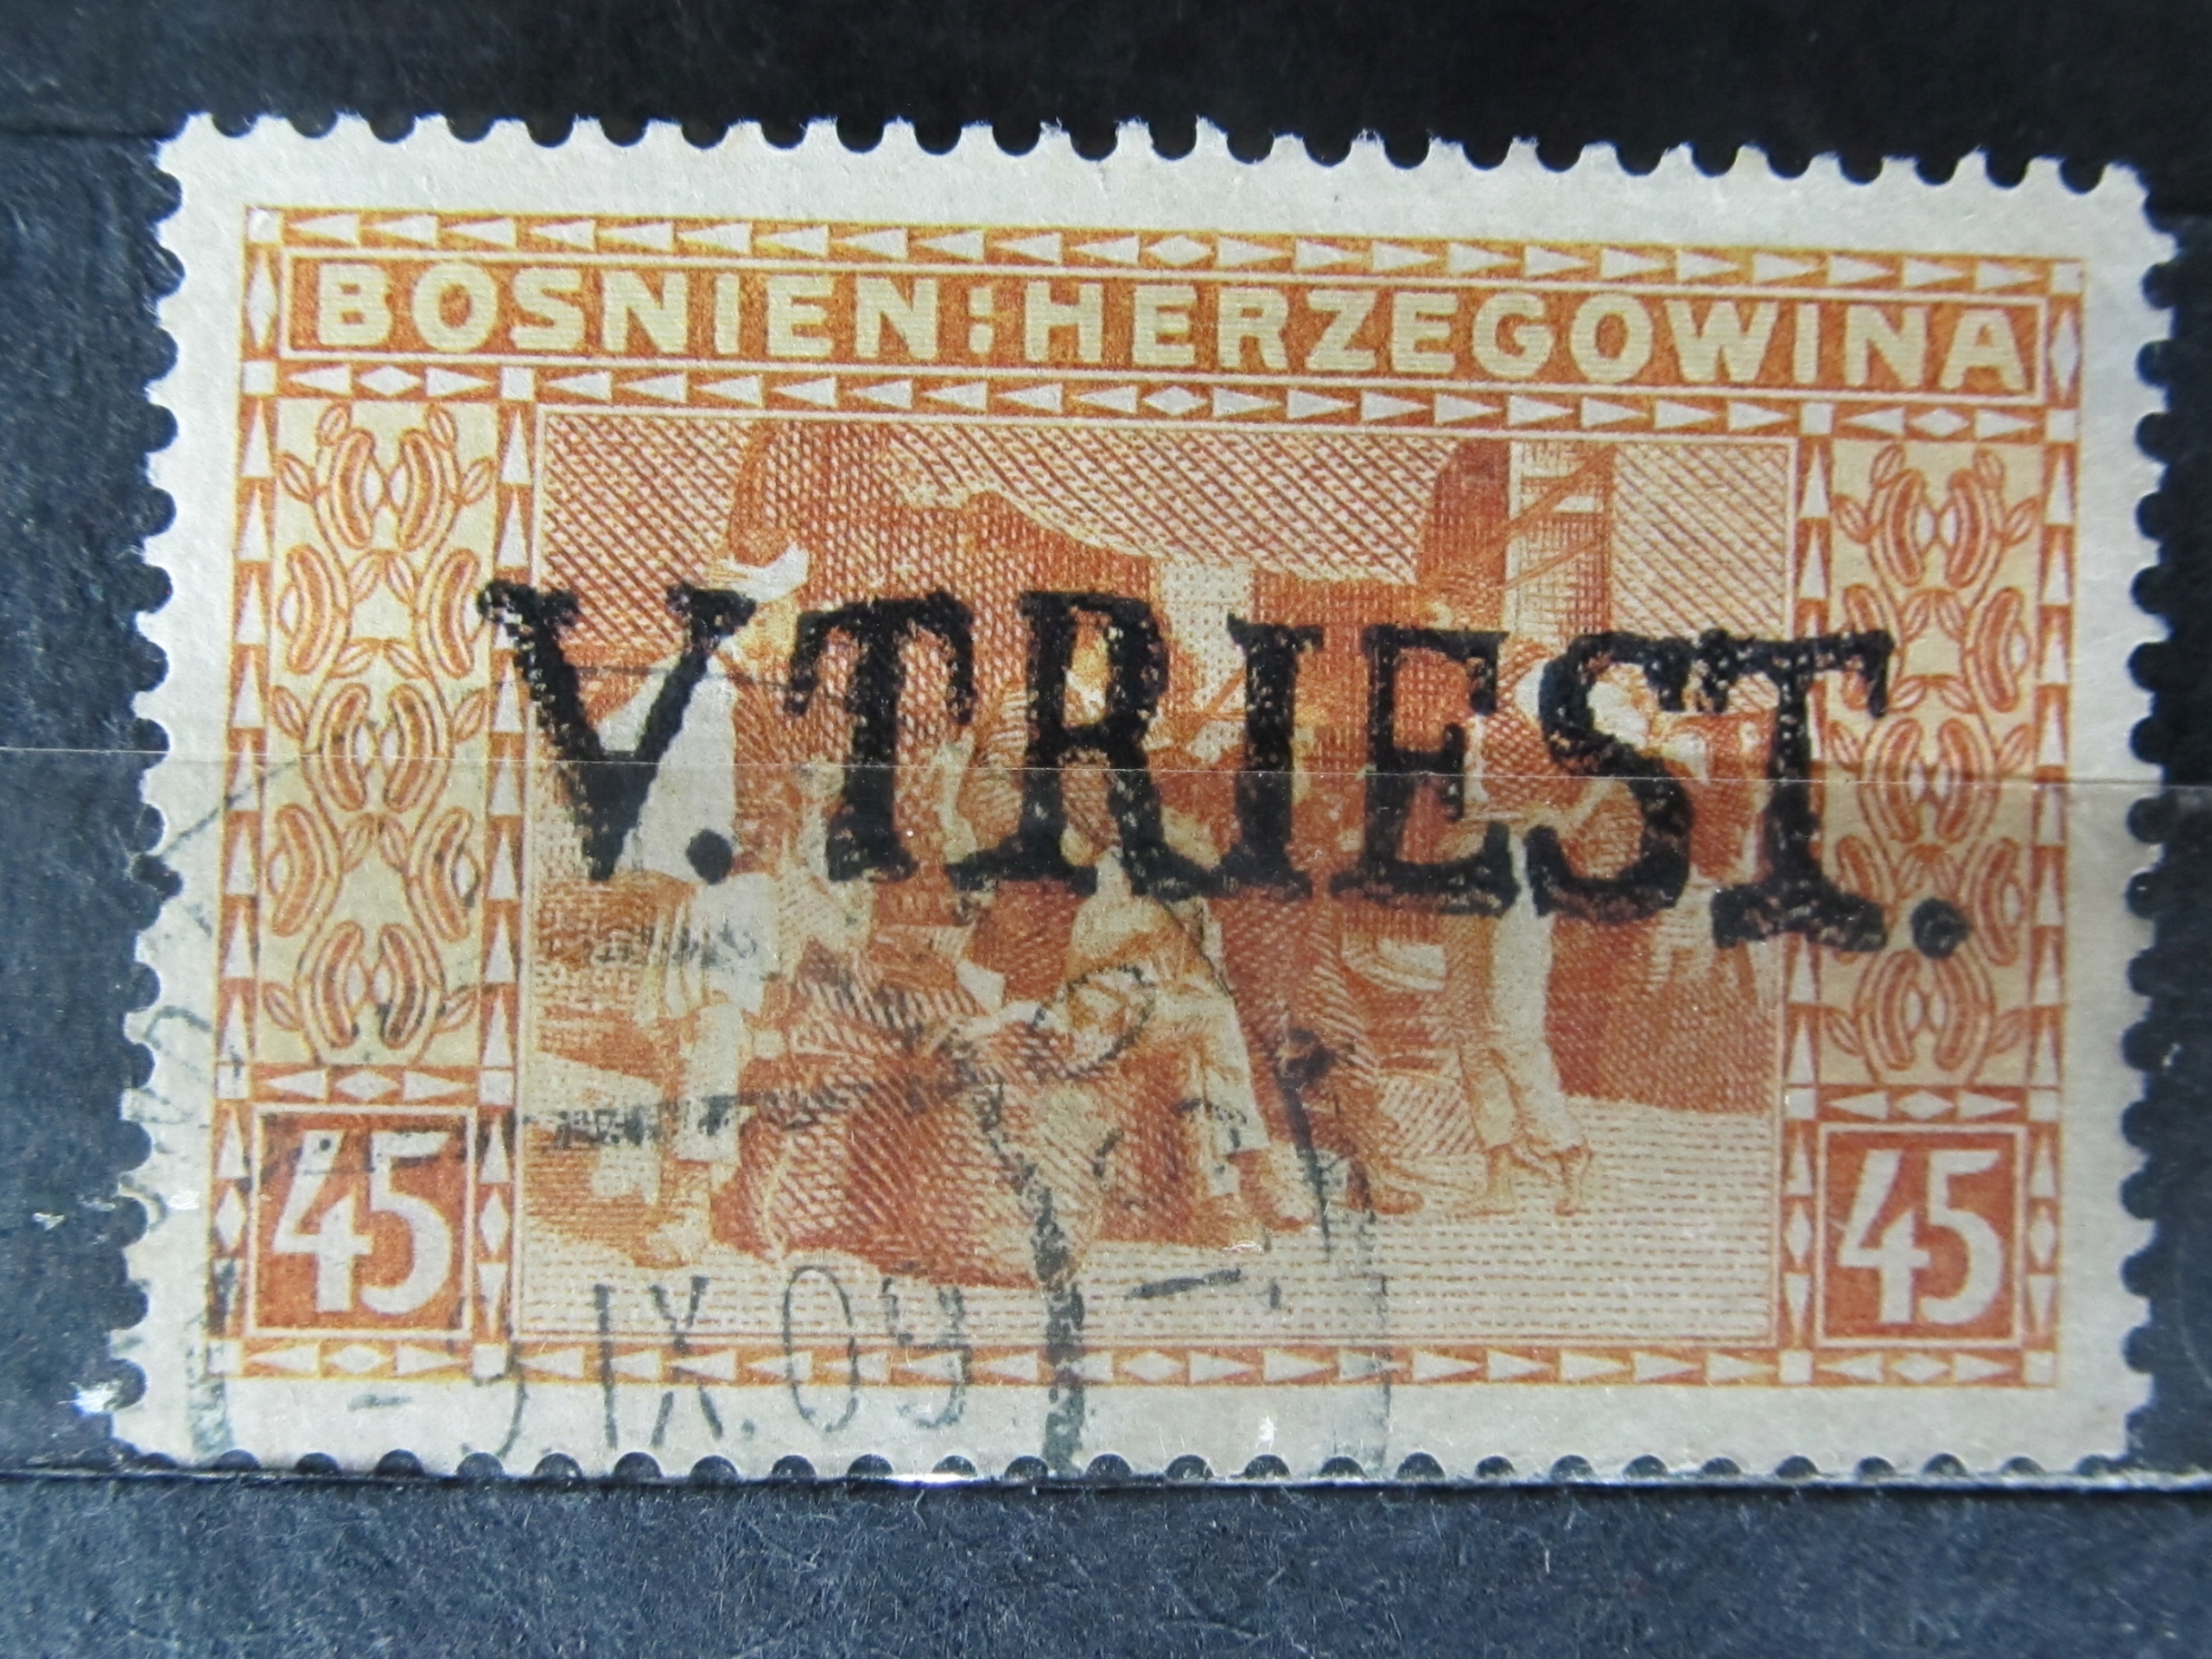 BOSNIEN:HERZEGOWINA
V.TRIEST.
45 45
IX.09